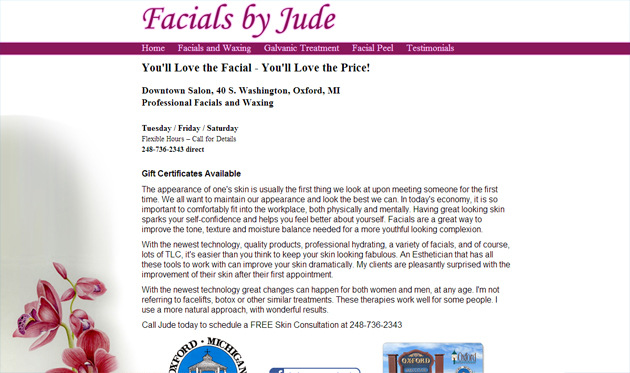 Facials by Jude
Home Facials and Waxing Galvanic Treatment Facial Peel Testimonials
You'll Love the Facial - You'll Love the Price!
Downtown Salon, 40 S. Washington, Oxford, MI
Professional Facials and Waxing
Tuesday / Friday / Saturday
Flexible Hours – Call for Details
248-736-2343 direct
Gift Certificates Available
The appearance of one's skin is usually the first thing we look at upon meeting someone for the first
time. We all want to maintain our appearance and look the best we can. In today's economy, it is so
important to comfortably fit into the workplace, both physically and mentally. Having great looking skin
sparks your self-confidence and helps you feel better about yourself. Facials are a great way to
improve the tone, texture and moisture balance needed for a more youthful looking complexion.
With the newest technology, quality products, professional hydrating, a variety of facials, and of course,
lots of TLC, it's easier than you think to keep your skin looking fabulous. An Esthetician that has all
these tools to work with can improve your skin dramatically. My clients are pleasantly surprised with the
improvement of their skin after their first appointment.
With the newest technology great changes can happen for both women and men, at any age. I'm not
referring to facelifts, botox or other similar treatments. These therapies work well for some people. I
use a more natural approach, with wonderful results.
Call Jude today to schedule a FREE Skin Consultation at 248-736-2343
OXFORD • MICHIGAN
OXFORD
Oxford